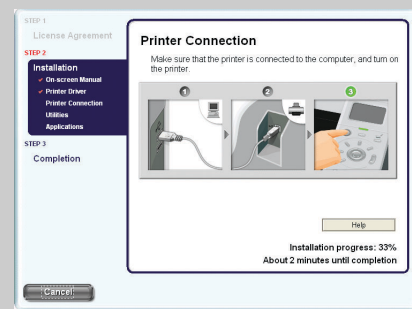 STEP 1
License Agreement
STEP 2
Installation
On-screen Manual
Printer Driver
Printer Connection
Utilities
Applications
STEP 3
Completion
Printer Connection
Make sure that the printer is connected to the computer, and turn on
the printer.
1 2 3
Help
Installation progress: 33%
About 2 minutes until completion
Cancel